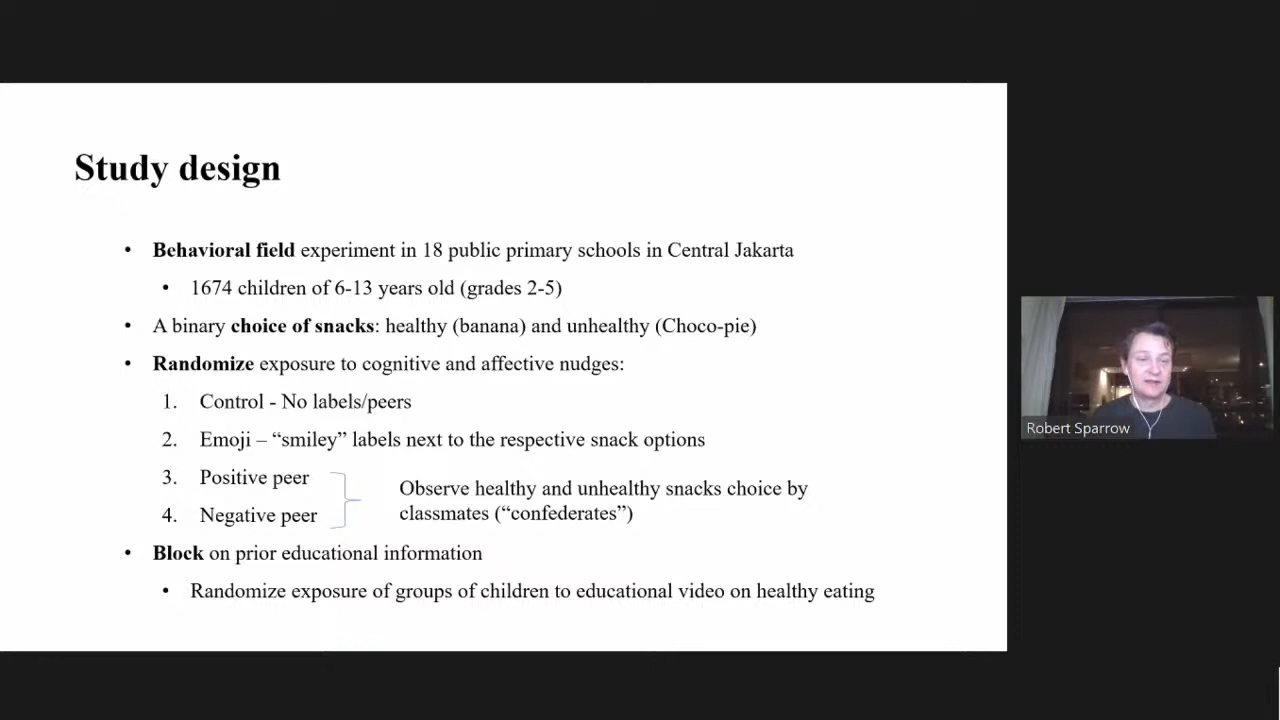 Study design
• Behavioral field experiment in 18 public primary schools in Central Jakarta
• 1674 children of 6-13 years old (grades 2-5)
• A binary choice of snacks: healthy (banana) and unhealthy (Choco-pie)
• Randomize exposure to cognitive and affective nudges:
1. Control - No labels/peers
2. Emoji – “smiley” labels next to the respective snack options
3. Positive peer
4. Negative peer
Observe healthy and unhealthy snacks choice by
classmates (“confederates”)
• Block on prior educational information
• Randomize exposure of groups of children to educational video on healthy eating
Robert Sparrow